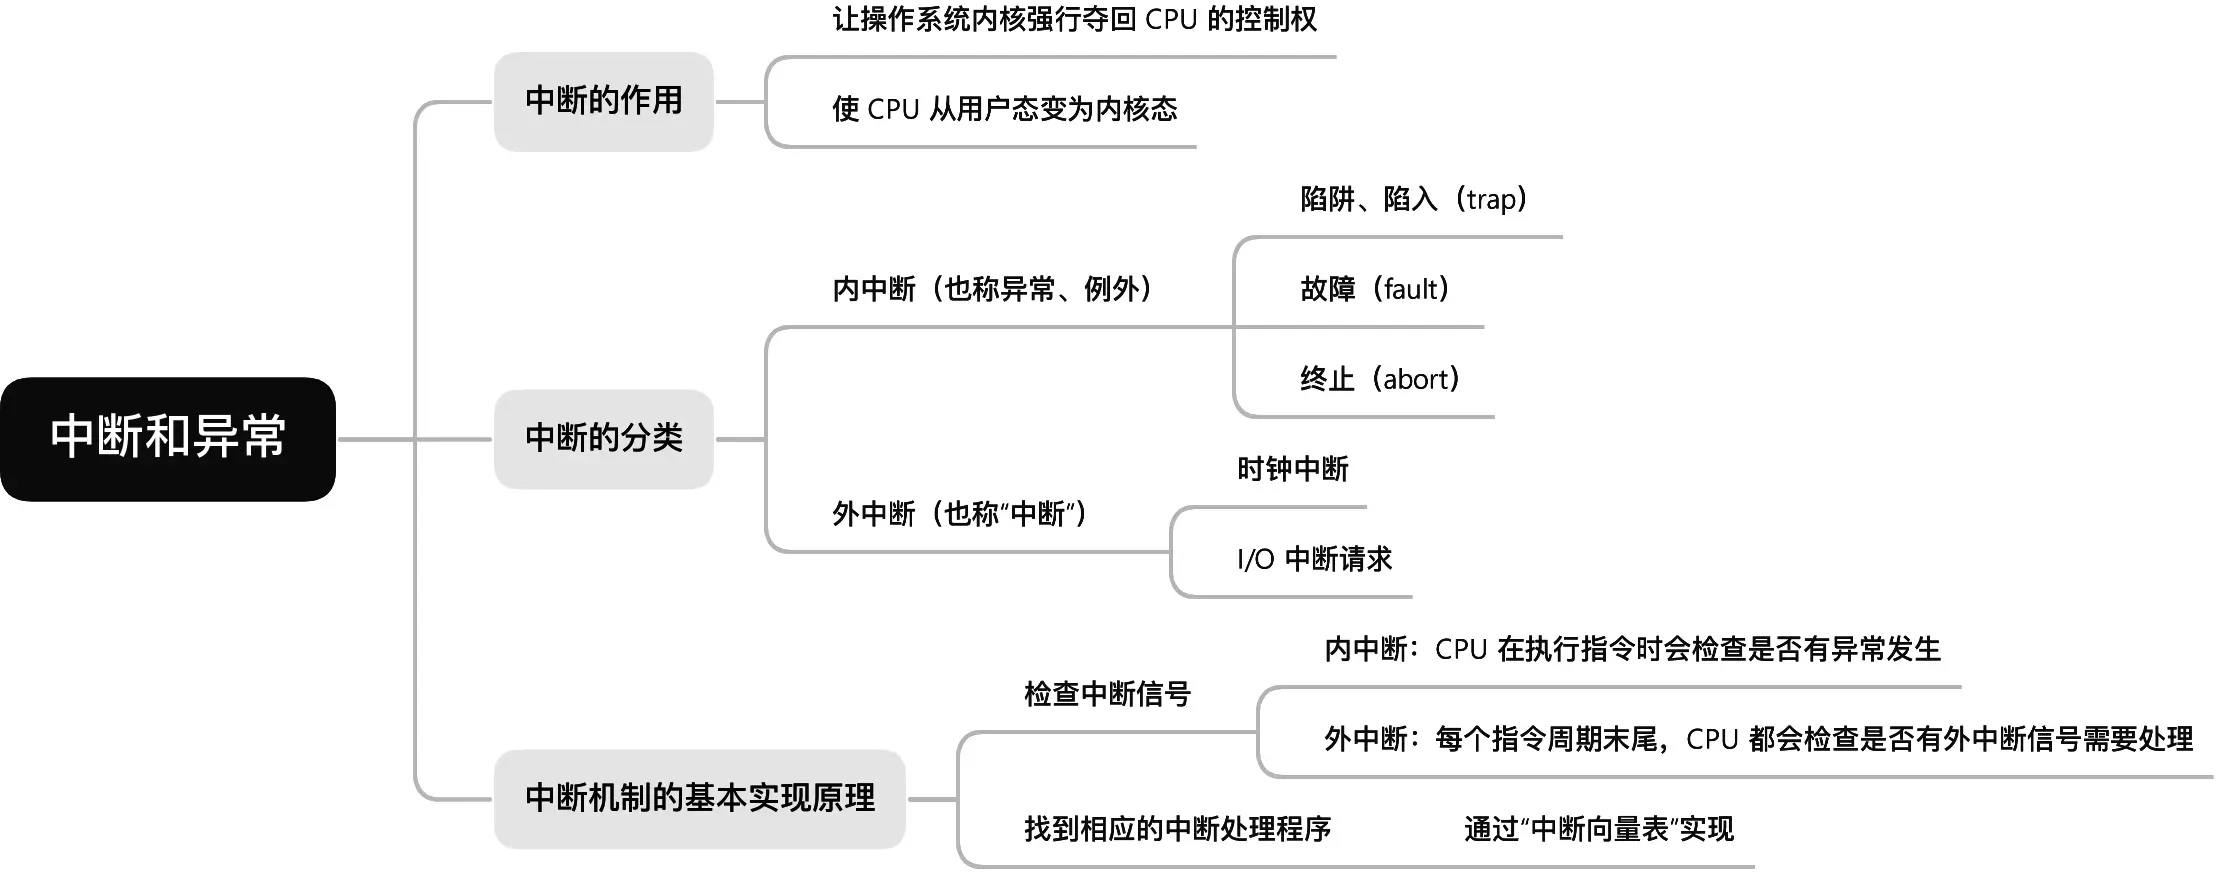 中断和异常
中断的作用
让操作系统内核强行夺回 CPU 的控制权
使 CPU 从用户态变为内核态
中断的分类
内中断（也称异常、例外）
陷阱、陷入（trap）
故障（fault）
终止（abort）
外中断（也称“中断”）
时钟中断
I/O 中断请求
中断机制的基本实现原理
检查中断信号
内中断：CPU 在执行指令时会检查是否有异常发生
外中断：每个指令周期末尾，CPU 都会检查是否有外中断信号需要处理
找到相应的中断处理程序
通过“中断向量表”实现